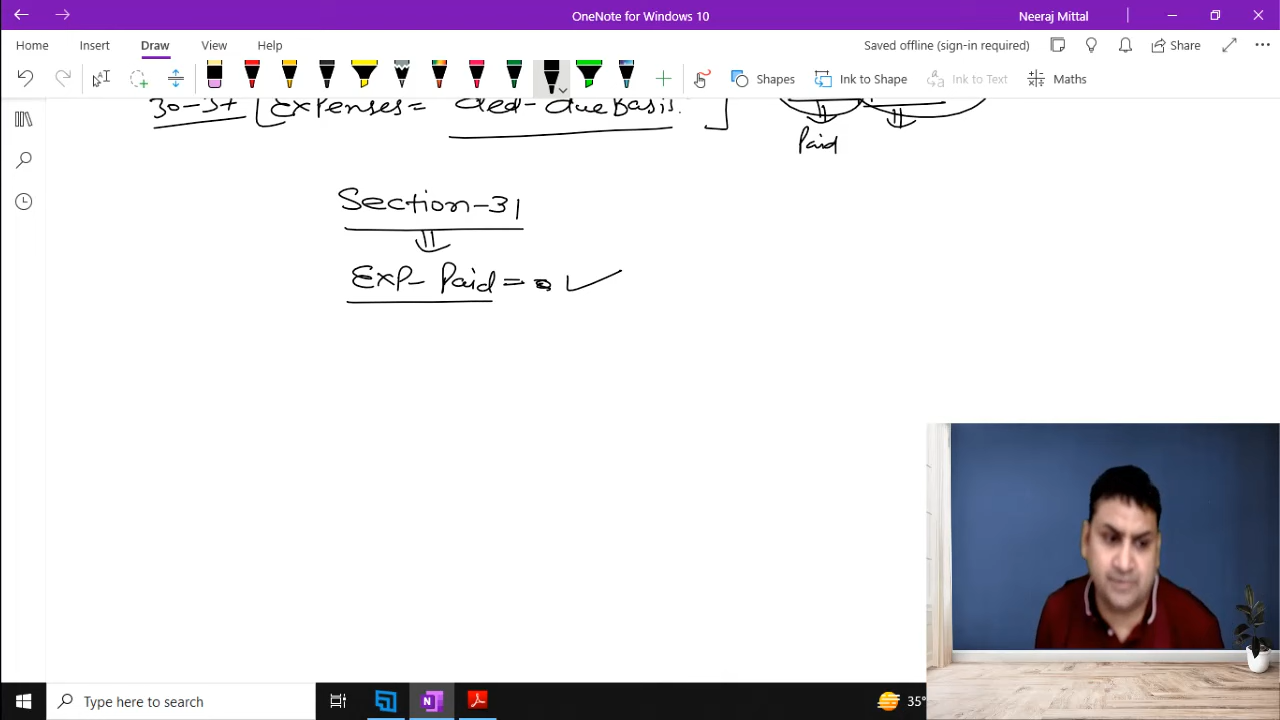 OneNote for Windows 10
Neeraj Mittal
Home Insert Draw View Help
Saved offline (sign-in required) Share
Shapes Ink to Shape Ink to Text Maths
30-37 [Expenses = ded-due Basis.]
Paid
Section-31
Exp- Paid =
Type here to search
35°